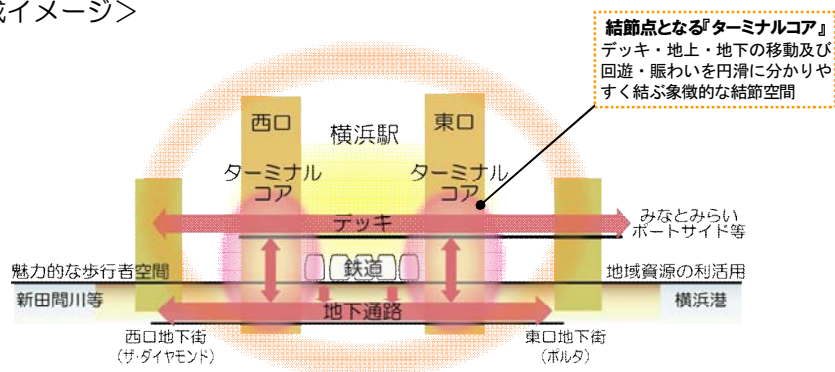 成イメージ＞
結節点となる『ターミナルコア』
デッキ・地上・地下の移動及び
回遊・賑わいを円滑に分かりや
すく結ぶ象徴的な結節空間
西口
横浜駅
東口
ターミナル
コア
ターミナル
コア
デッキ
みなとみらい
ポートサイド等
魅力的な歩行者空間
鉄道
地域資源の利活用
新田間川等
地下通路
横浜港
西口地下街
（ザ・ダイヤモンド）
東口地下街
（ポルタ）